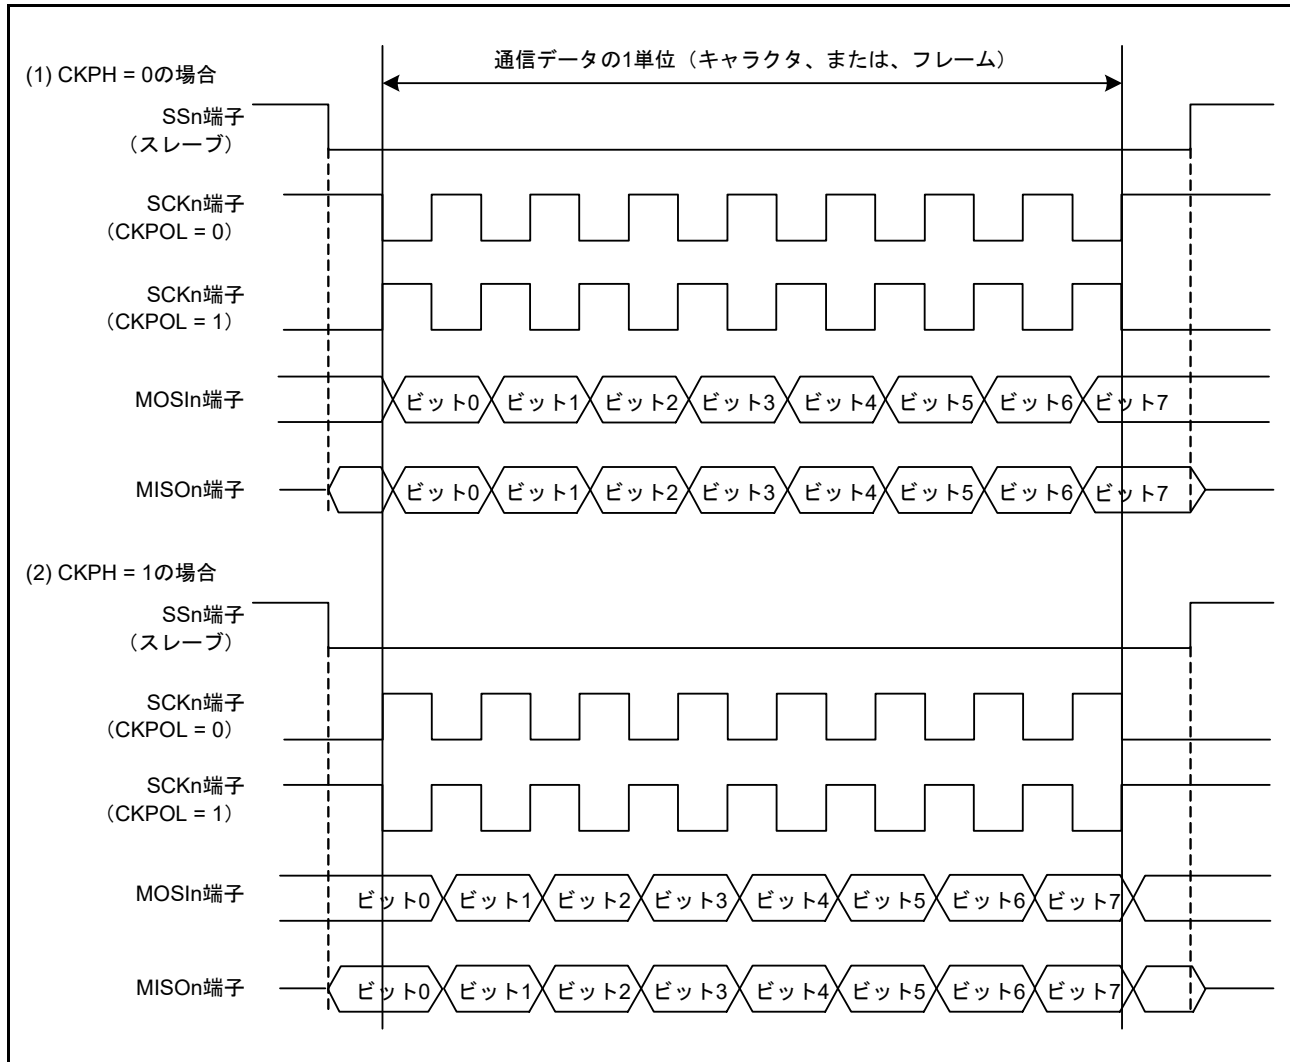 通信データの1単位（キャラクタ、または、フレーム）
(1) CKPH = 0の場合
SSn端子
（スレーブ）
SCKn端子
（CKPOL = 0）
SCKn端子
（CKPOL = 1）
MOSIn端子
ビット0 ビット1 ビット2 ビット3 ビット4 ビット5 ビット6 ビット7
MISOn端子
ビット0 ビット1 ビット2 ビット3 ビット4 ビット5 ビット6 ビット7
(2) CKPH = 1の場合
SSn端子
（スレーブ）
SCKn端子
（CKPOL = 0）
SCKn端子
（CKPOL = 1）
MOSIn端子
ビット0 ビット1 ビット2 ビット3 ビット4 ビット5 ビット6 ビット7
MISOn端子
ビット0 ビット1 ビット2 ビット3 ビット4 ビット5 ビット6 ビット7